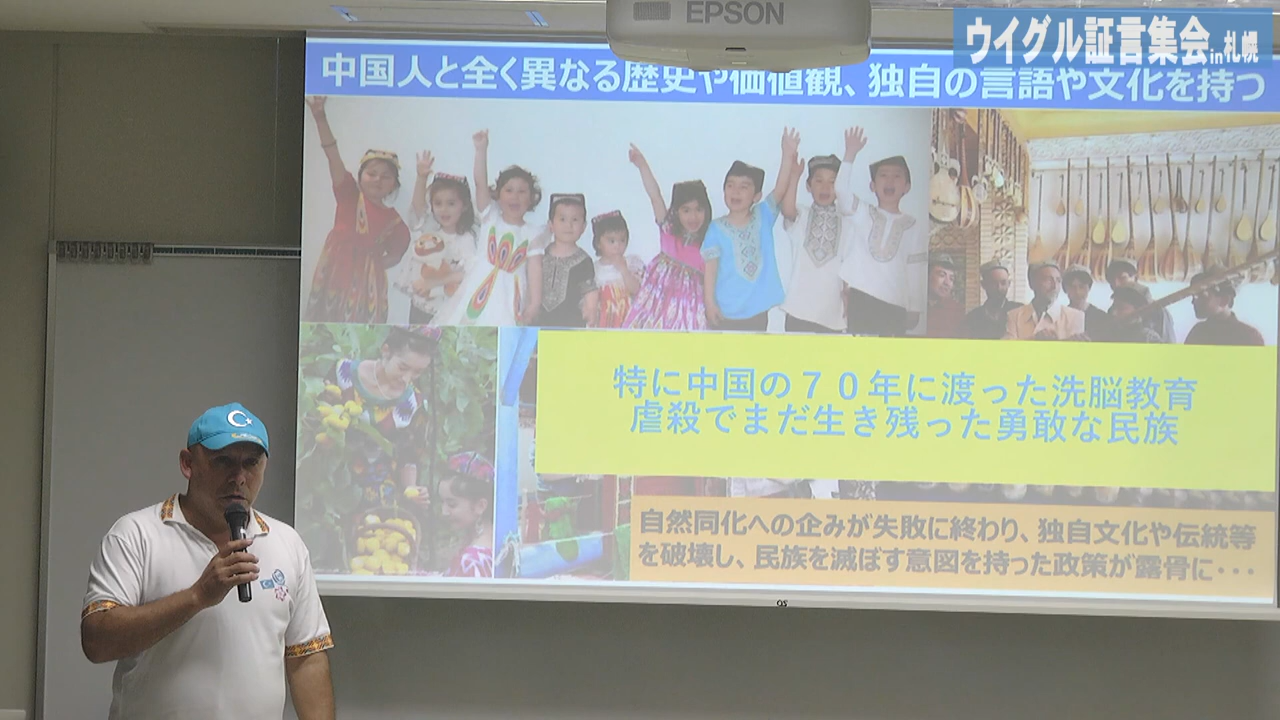 EPSON
ウイグル証言集会in札幌
中国人と全く異なる歴史や価値観、独自の言語や文化を持つ
特に中国の７０年に渡った洗脳教育
虐殺でまだ生き残った勇敢な民族
自然同化への企みが失敗に終わり、独自文化や伝統等
を破壊し、民族を滅ぼす意図を持った政策が露骨に・・・
OS